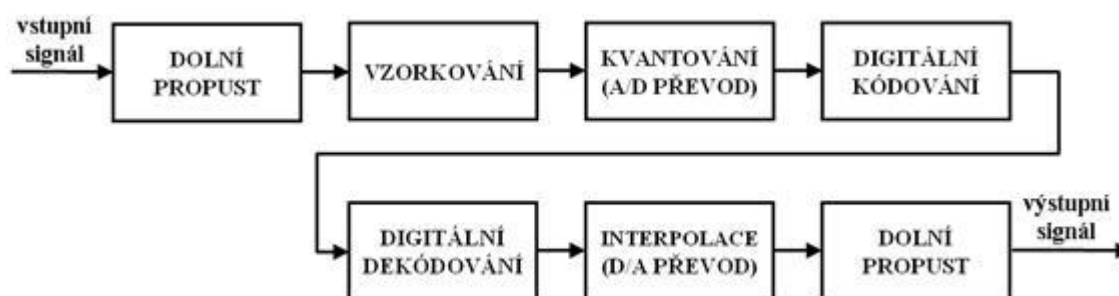 vstupní
signál
DOLNÍ
PROPUST
VZORKOVÁNÍ
KVANTOVÁNÍ
(A/D PŘEVOD)
DIGITÁLNÍ
KÓDOVÁNÍ
DIGITÁLNÍ
DEKÓDOVÁNÍ
INTERPOLACE
(D/A PŘEVOD)
DOLNÍ
PROPUST
výstupní
signál